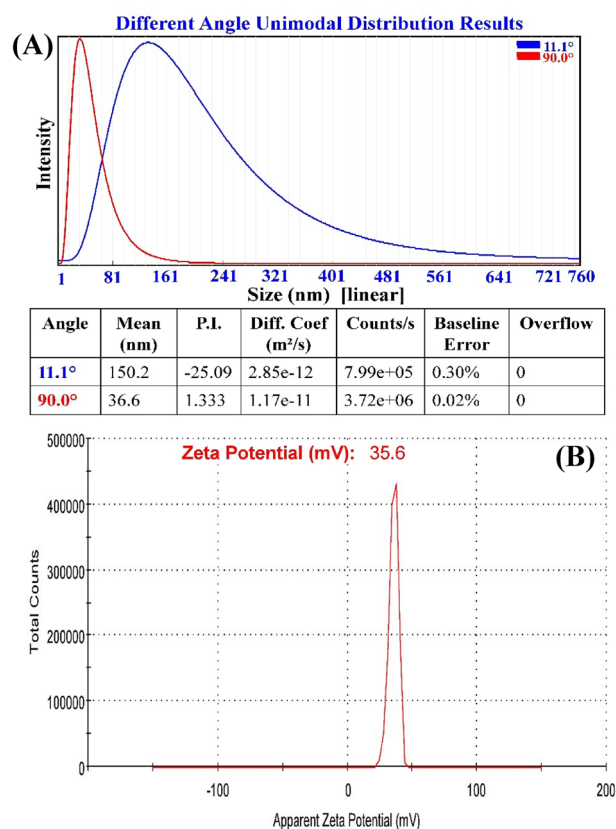 Different Angle Unimodal Distribution Results
(A)
11.1°
90.0°
Intensity
1 81 161 241 321 401 481 561 641 721 760
Size (nm) [linear]
Angle Mean (nm) P.I. Diff. Coef (m²/s) Counts/s Baseline Error Overflow
11.1° 150.2 -25.09 2.85e-12 7.99e+05 0.30% 0
90.0° 36.6 1.333 1.17e-11 3.72e+06 0.02% 0
Zeta Potential (mV): 35.6
(B)
500000
400000
300000
200000
100000
0
Total Counts
-100 0 100 200
Apparent Zeta Potential (mV)